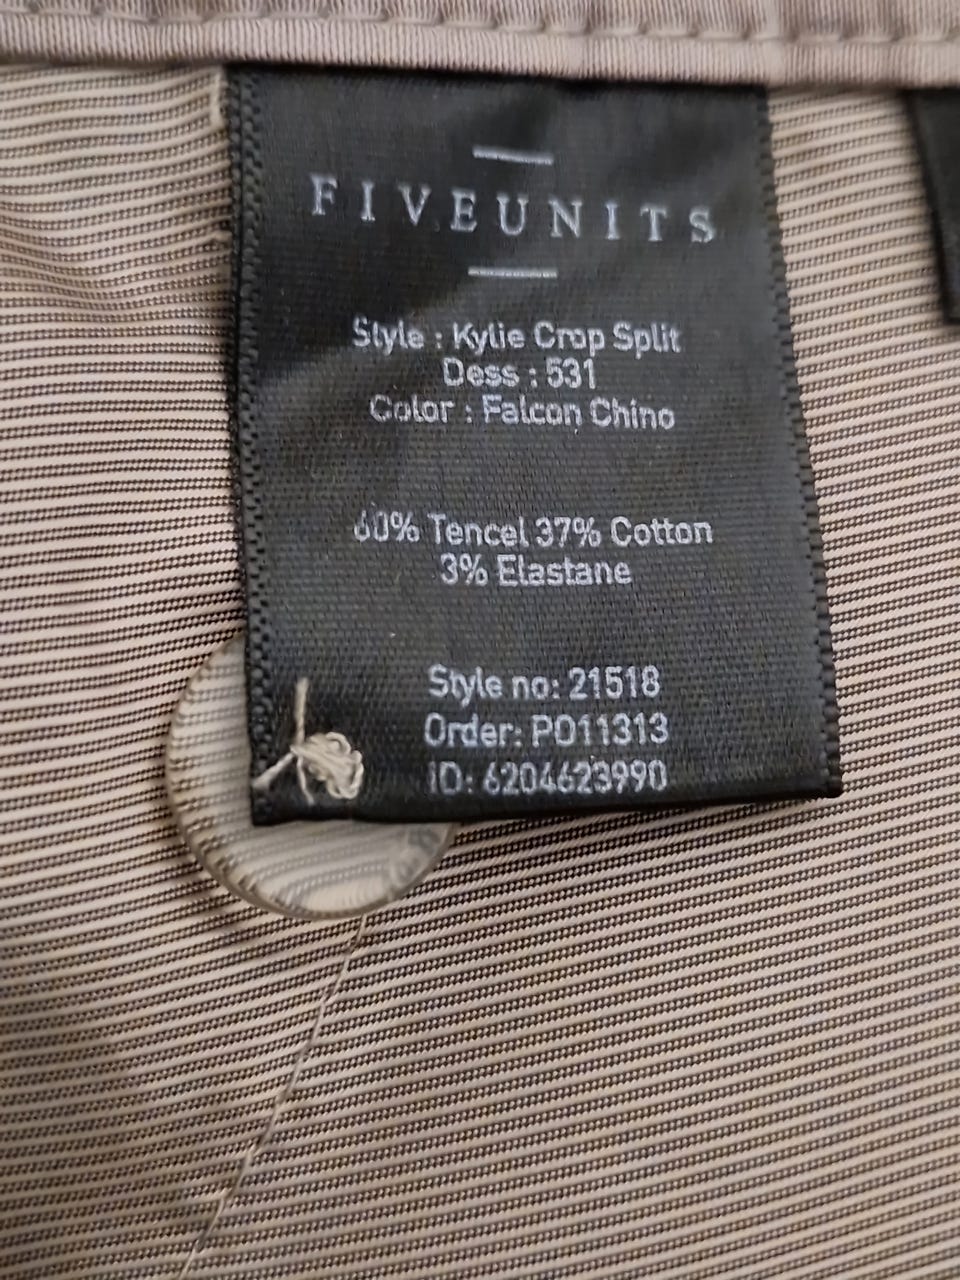 FIVEUNITS
Style : Kylie Crop Split
Dess : 531
Color : Falcon Chino
60% Tencel 37% Cotton
3% Elastane
Style no: 21518
Order: PO11313
ID: 6204623990